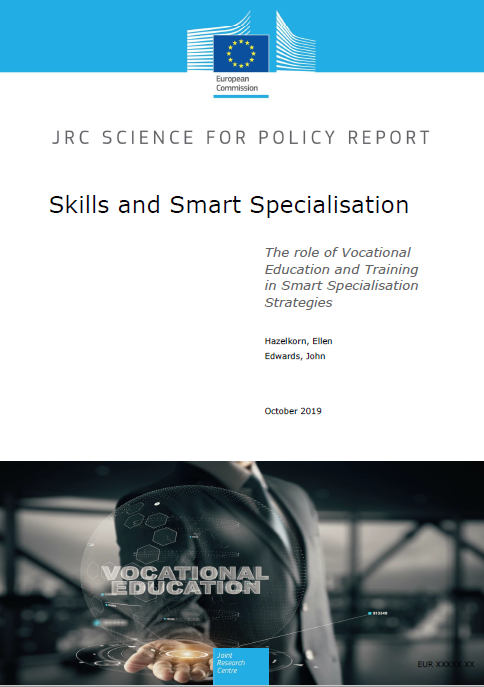 European
Commission
JRC SCIENCE FOR POLICY REPORT
Skills and Smart Specialisation
The role of Vocational
Education and Training
in Smart Specialisation
Strategies
Hazelkorn, Ellen
Edwards, John
October 2019
VOCATIONAL
EDUCATION
Joint
Research
Centre
EUR XXXXX XX